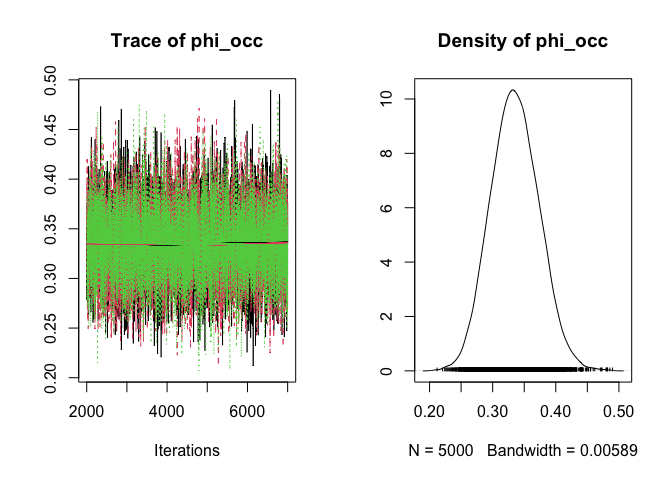 Trace of phi_occ
0.50
0.45
0.40
0.35
0.30
0.25
0.20
2000 4000 6000
Iterations
Density of phi_occ
10
8
6
4
2
0
0.20 0.30 0.40 0.50
N = 5000 Bandwidth = 0.00589